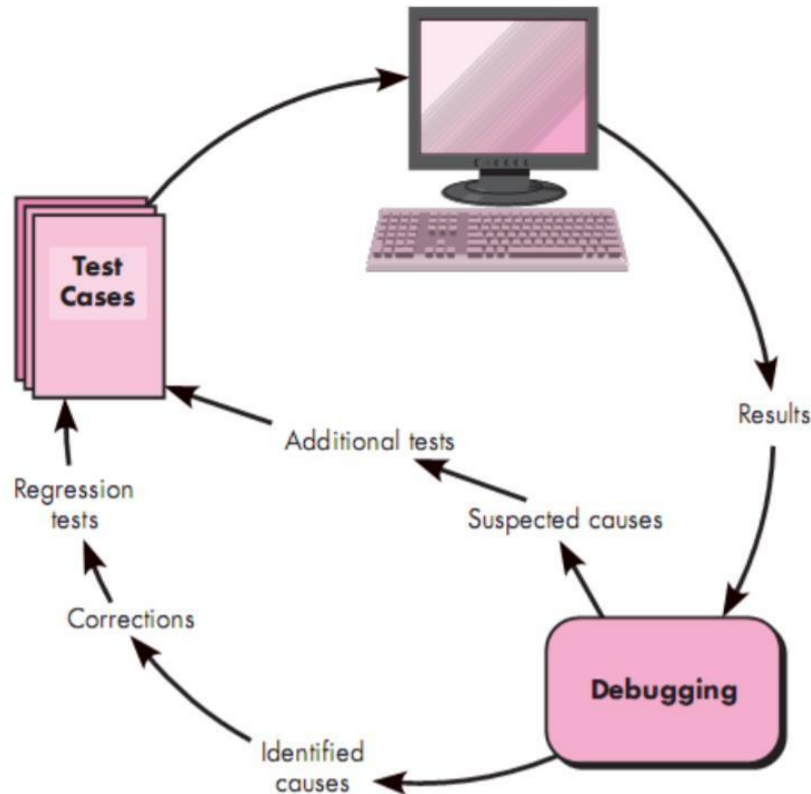 Test
Cases
Results
Additional tests
Suspected causes
Regression
tests
Corrections
Debugging
Identified
causes